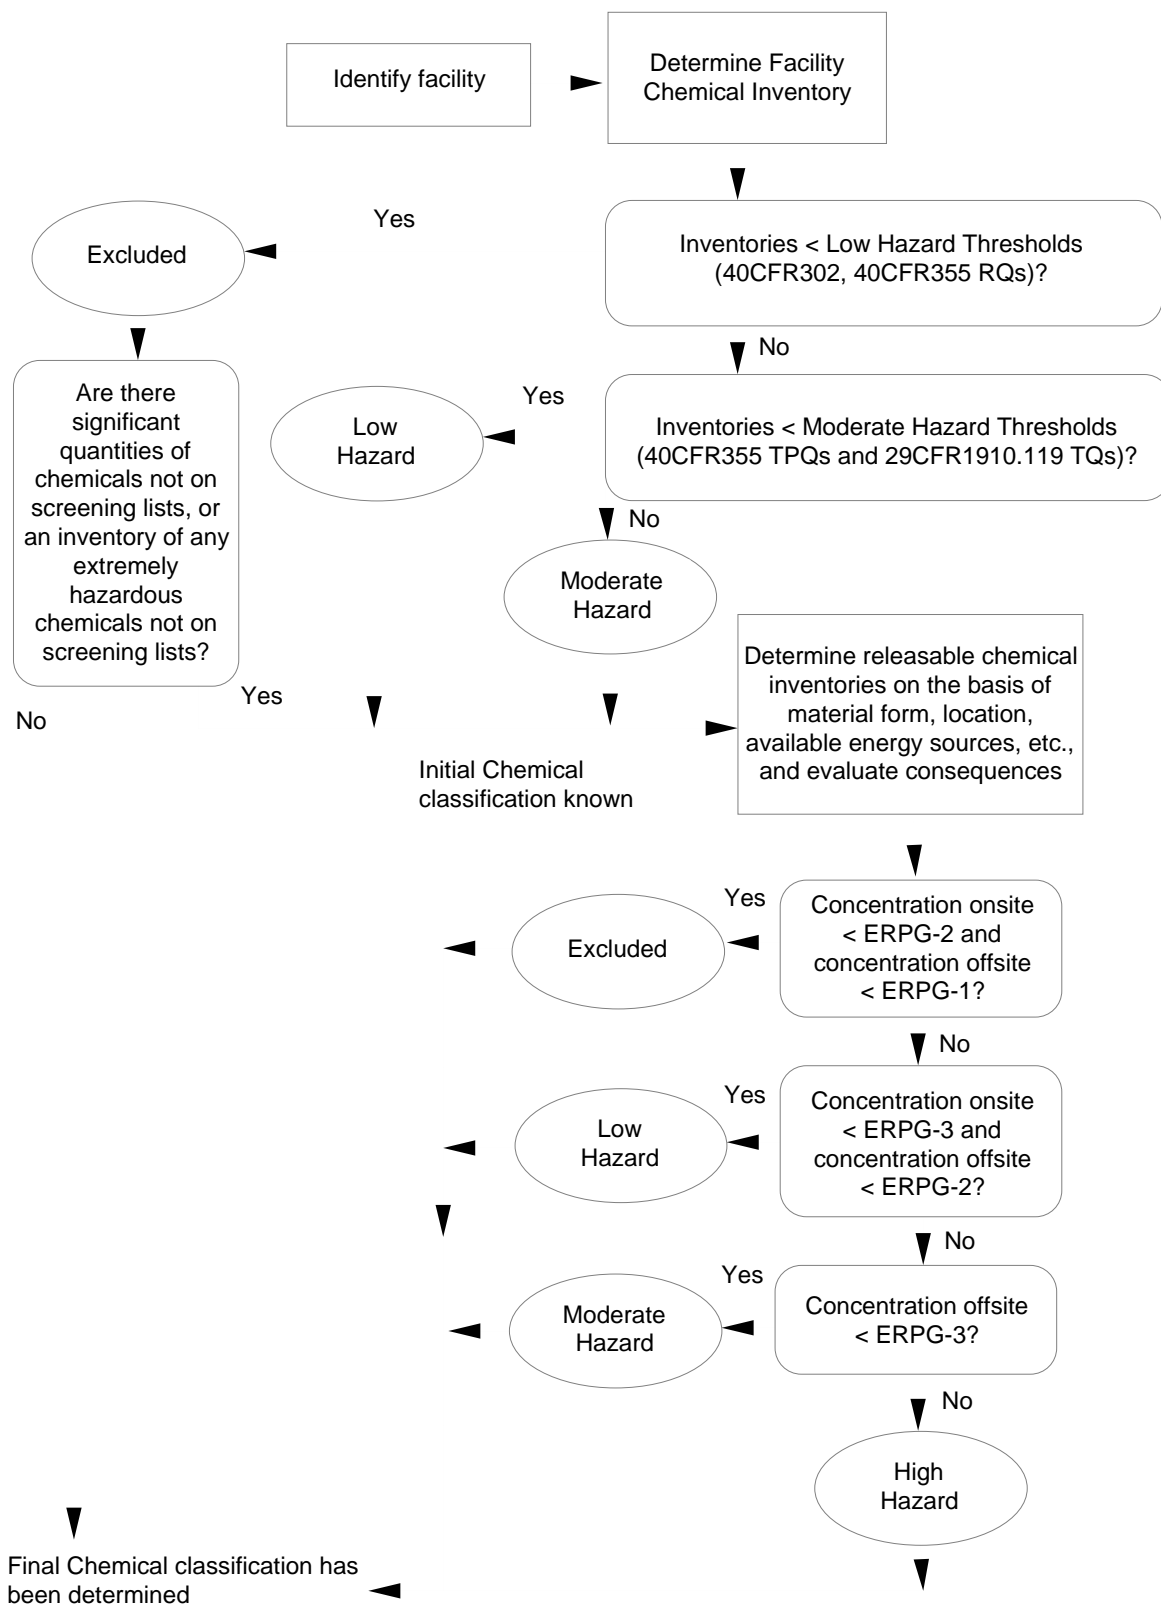 Identify facility
Determine Facility
Chemical Inventory
Yes
Excluded
Inventories < Low Hazard Thresholds
(40CFR302, 40CFR355 RQs)?
No
Are there
significant
quantities of
chemicals not on
screening lists, or
an inventory of any
extremely
hazardous
chemicals not on
screening lists?
Low
Hazard
Yes
Inventories < Moderate Hazard Thresholds
(40CFR355 TPQs and 29CFR1910.119 TQs)?
No
Moderate
Hazard
Yes
No
Determine releasable chemical
inventories on the basis of
material form, location,
available energy sources, etc.,
and evaluate consequences
Initial Chemical
classification known
Excluded
Yes
Concentration onsite
< ERPG-2 and
concentration offsite
< ERPG-1?
No
Low
Hazard
Yes
Concentration onsite
< ERPG-3 and
concentration offsite
< ERPG-2?
No
Moderate
Hazard
Yes
Concentration offsite
< ERPG-3?
No
High
Hazard
Final Chemical classification has
been determined